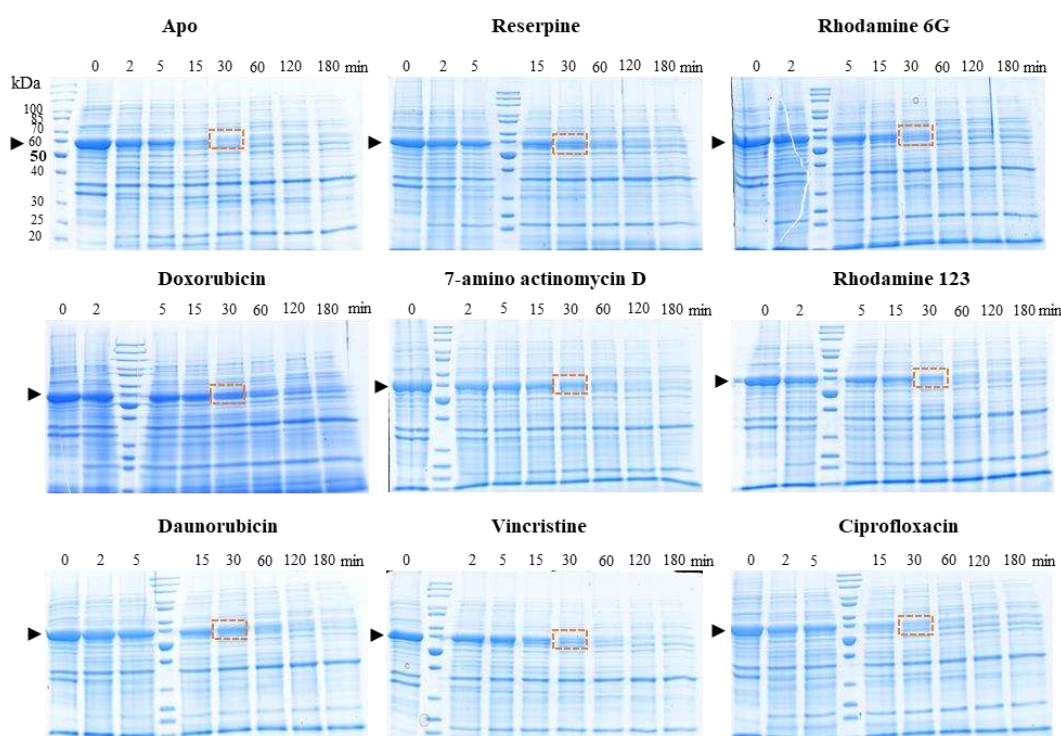 Apo
0 2 5 15 30 60 120 180 min
kDa
100
85
70
60
50
40
30
25
20
Reserpine
0 2 5 15 30 60 120 180 min
Rhodamine 6G
0 2 5 15 30 60 120 180 min
Doxorubicin
0 2 5 15 30 60 120 180 min
7-amino actinomycin D
0 2 5 15 30 60 120 180 min
Rhodamine 123
0 2 5 15 30 60 120 180 min
Daunorubicin
0 2 5 15 30 60 120 180 min
Vincristine
0 2 5 15 30 60 120 180 min
Ciprofloxacin
0 2 5 15 30 60 120 180 min